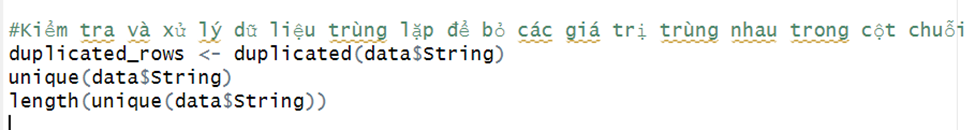 #Kiểm tra và xử lý dữ liệu trùng lặp để bỏ các giá trị trùng nhau trong cột chuỗi
duplicated_rows <- duplicated(data$String)
unique(data$String)
length(unique(data$String))